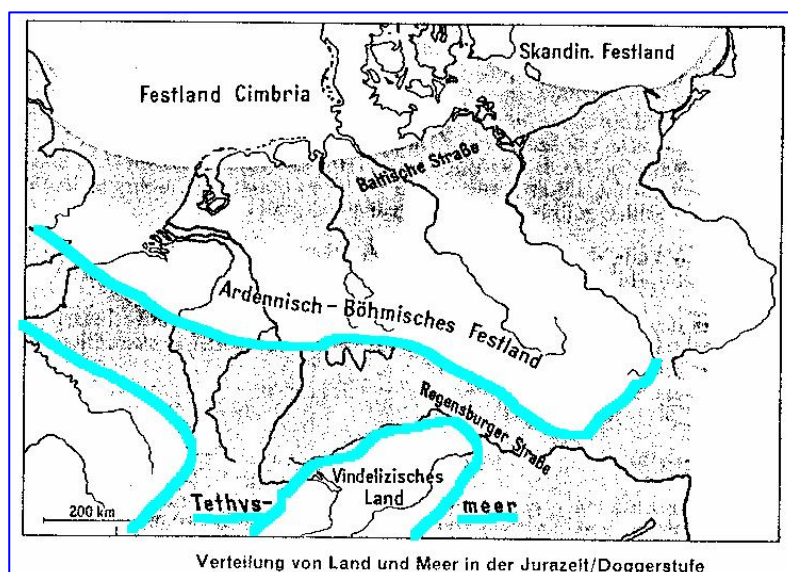 Skandin. Festland
Festland Cimbria
Baltische Straße
Ardennisch-Böhmisches Festland
Regensburger Straße
Vindelizisches
Land
Tethys-
meer
200 km
Verteilung von Land und Meer in der Jurazeit/Doggerstufe